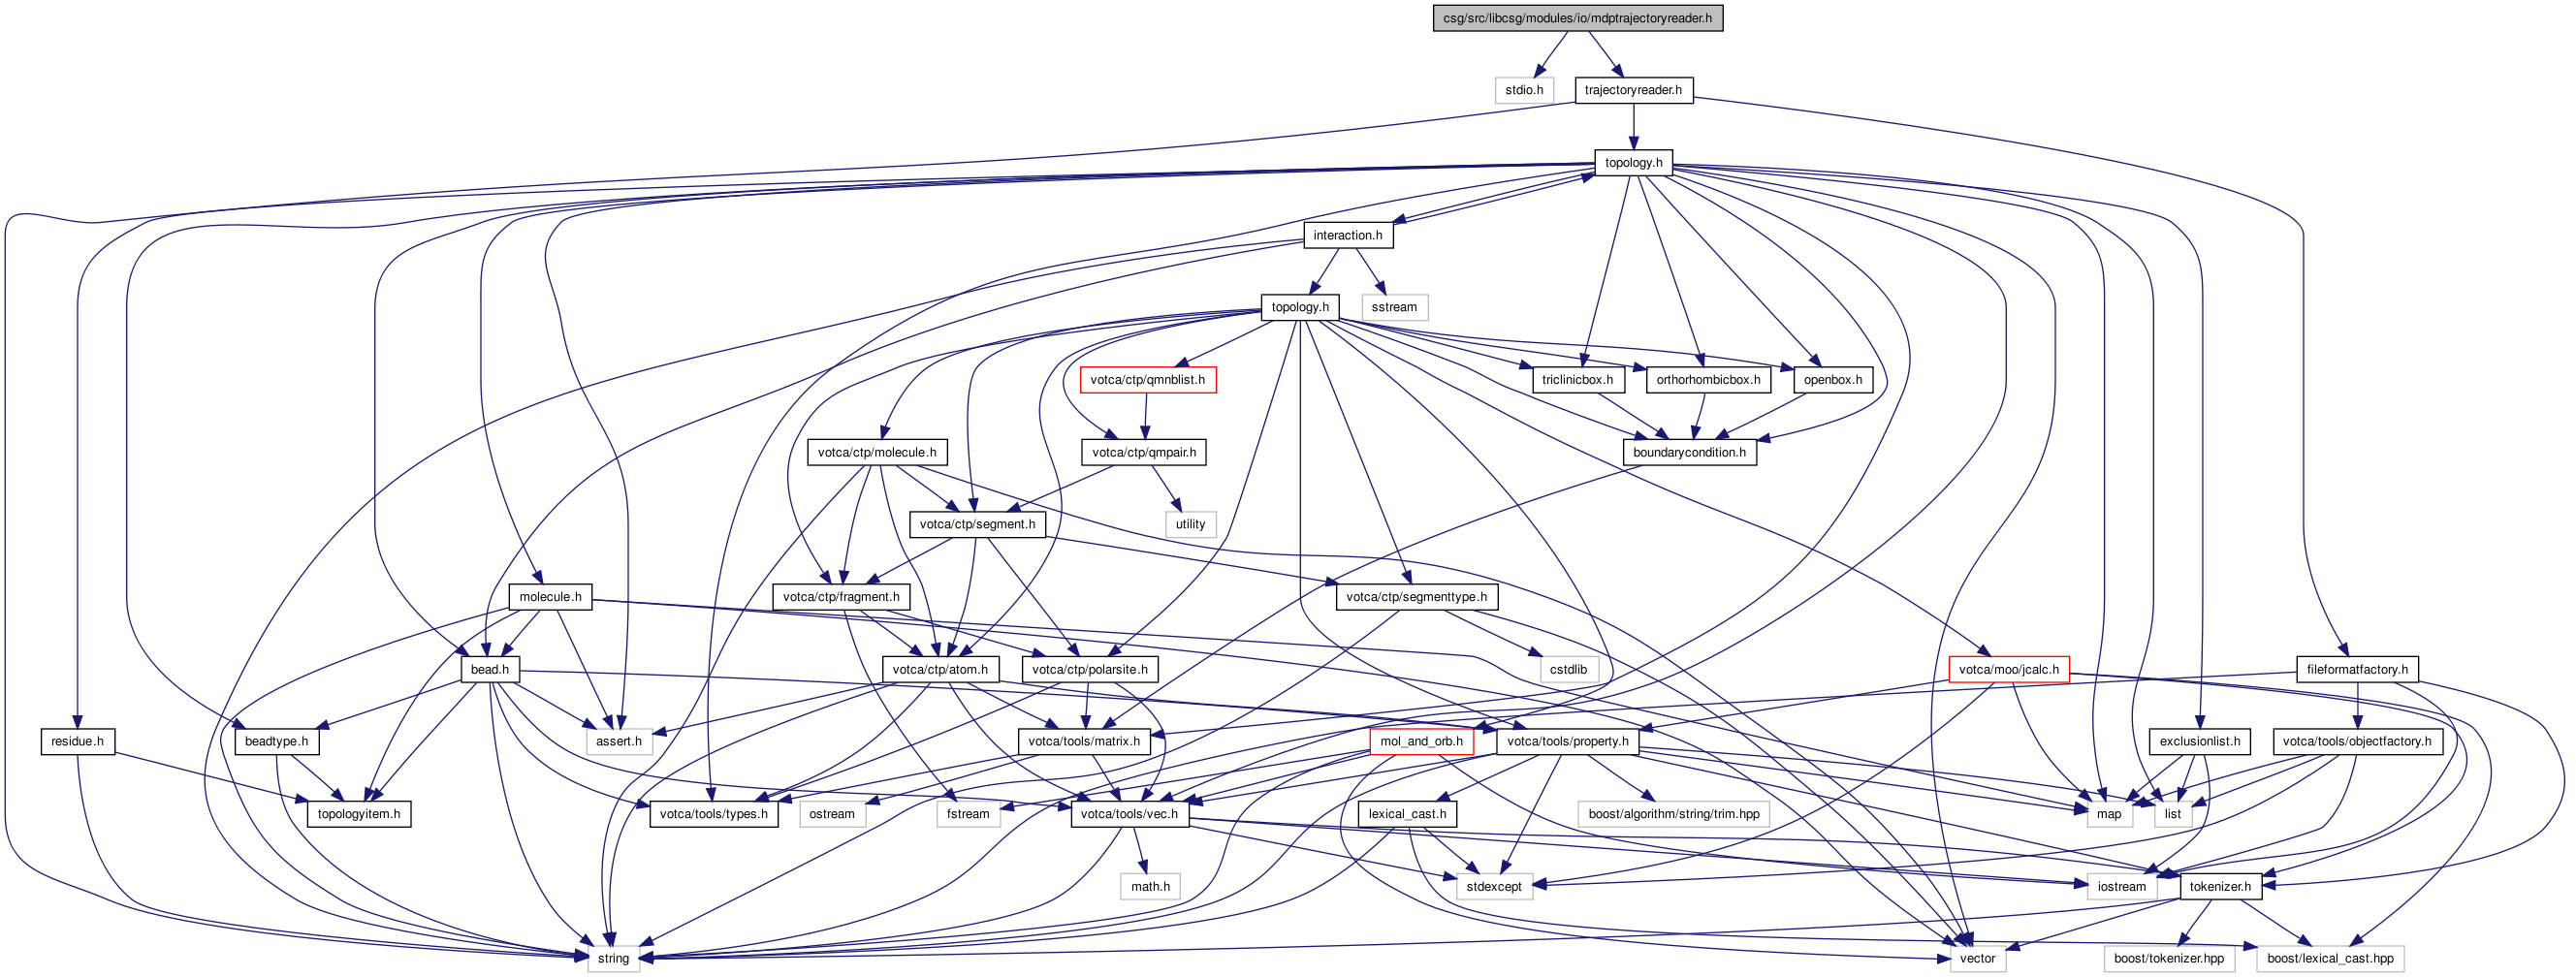 csg/src/libcsg/modules/io/mdptrajectoryreader.h
stdio.h
trajectoryreader.h
topology.h
interaction.h
topology.h
sstream
votca/ctp/qmnblist.h
triclinicbox.h
orthorhombicbox.h
openbox.h
votca/ctp/molecule.h
votca/ctp/qmpair.h
boundarycondition.h
votca/ctp/segment.h
utility
molecule.h
votca/ctp/fragment.h
votca/ctp/segmenttype.h
bead.h
votca/ctp/atom.h
votca/ctp/polarsite.h
cstdlib
votca/moo/jcalc.h
fileformatfactory.h
residue.h
beadtype.h
assert.h
votca/tools/matrix.h
mol_and_orb.h
votca/tools/property.h
exclusionlist.h
votca/tools/objectfactory.h
topologyitem.h
votca/tools/types.h
ostream
fstream
votca/tools/vec.h
lexical_cast.h
boost/algorithm/string/trim.hpp
map
list
math.h
stdexcept
iostream
tokenizer.h
string
vector
boost/tokenizer.hpp
boost/lexical_cast.hpp